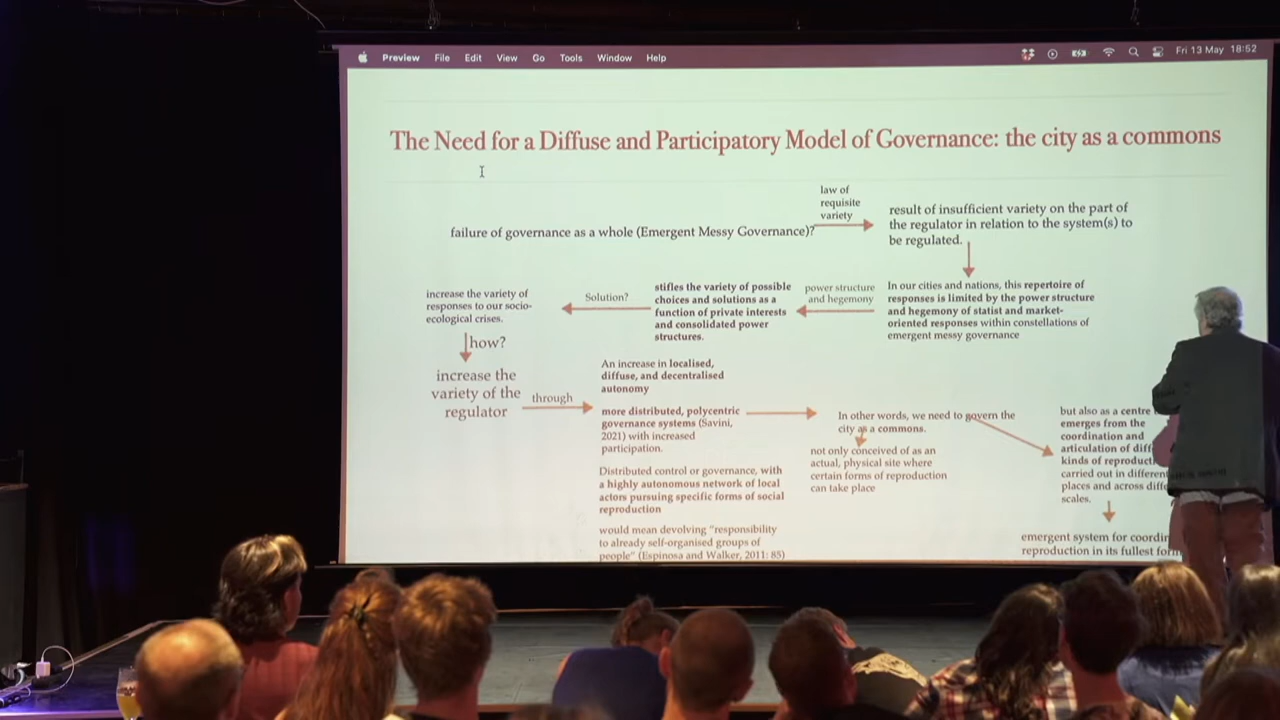 Preview File Edit View Go Tools Window Help
Fri 13 May 18:52
The Need for a Diffuse and Participatory Model of Governance: the city as a commons
failure of governance as a whole (Emergent Messy Governance)?
law of
requisite
variety
result of insufficient variety on the part of
the regulator in relation to the system(s) to
be regulated.
In our cities and nations, this repertoire of
responses is limited by the power structure
and hegemony of statist and market-
oriented responses within constellations of
emergent messy governance
power structure
and hegemony
stifles the variety of possible
choices and solutions as a
function of private interests
and consolidated power
structures.
Solution?
increase the variety of
responses to our socio-
ecological crises.
how?
increase the
variety of the
regulator
through
An increase in localised,
diffuse, and decentralised
autonomy
more distributed, polycentric
governance systems (Savini,
2021) with increased
participation.
Distributed control or governance, with
a highly autonomous network of local
actors pursuing specific forms of social
reproduction
would mean devolving "responsibility
to already self-organised groups of
people" (Espinosa and Walker, 2011: 85)
In other words, we need to govern the
city as a commons.
not only conceived of as an
actual, physical site where
certain forms of reproduction
can take place
but also as a centre
emerges from the
coordination and
articulation of
kinds of
carried out in different
places and across
scales.
emergent system for
reproduction in its fullest